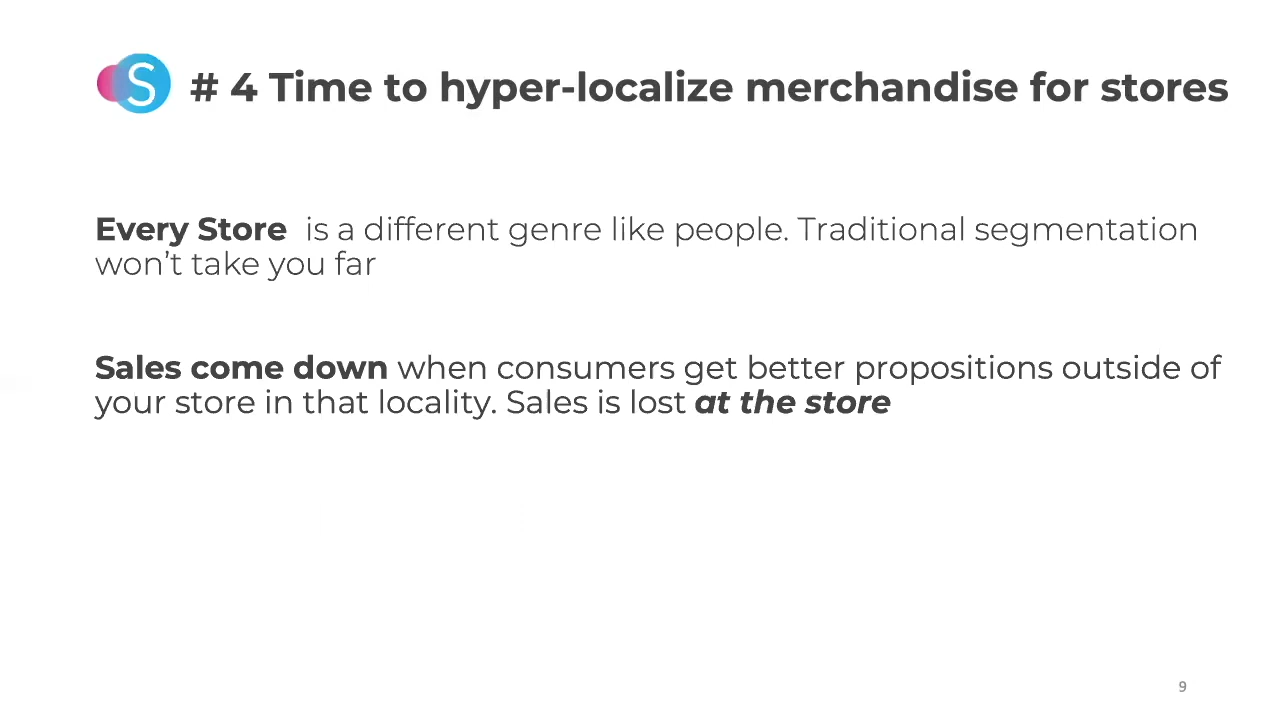 S # 4 Time to hyper-localize merchandise for stores
Every Store is a different genre like people. Traditional segmentation
won't take you far
Sales come down when consumers get better propositions outside of
your store in that locality. Sales is lost at the store
9